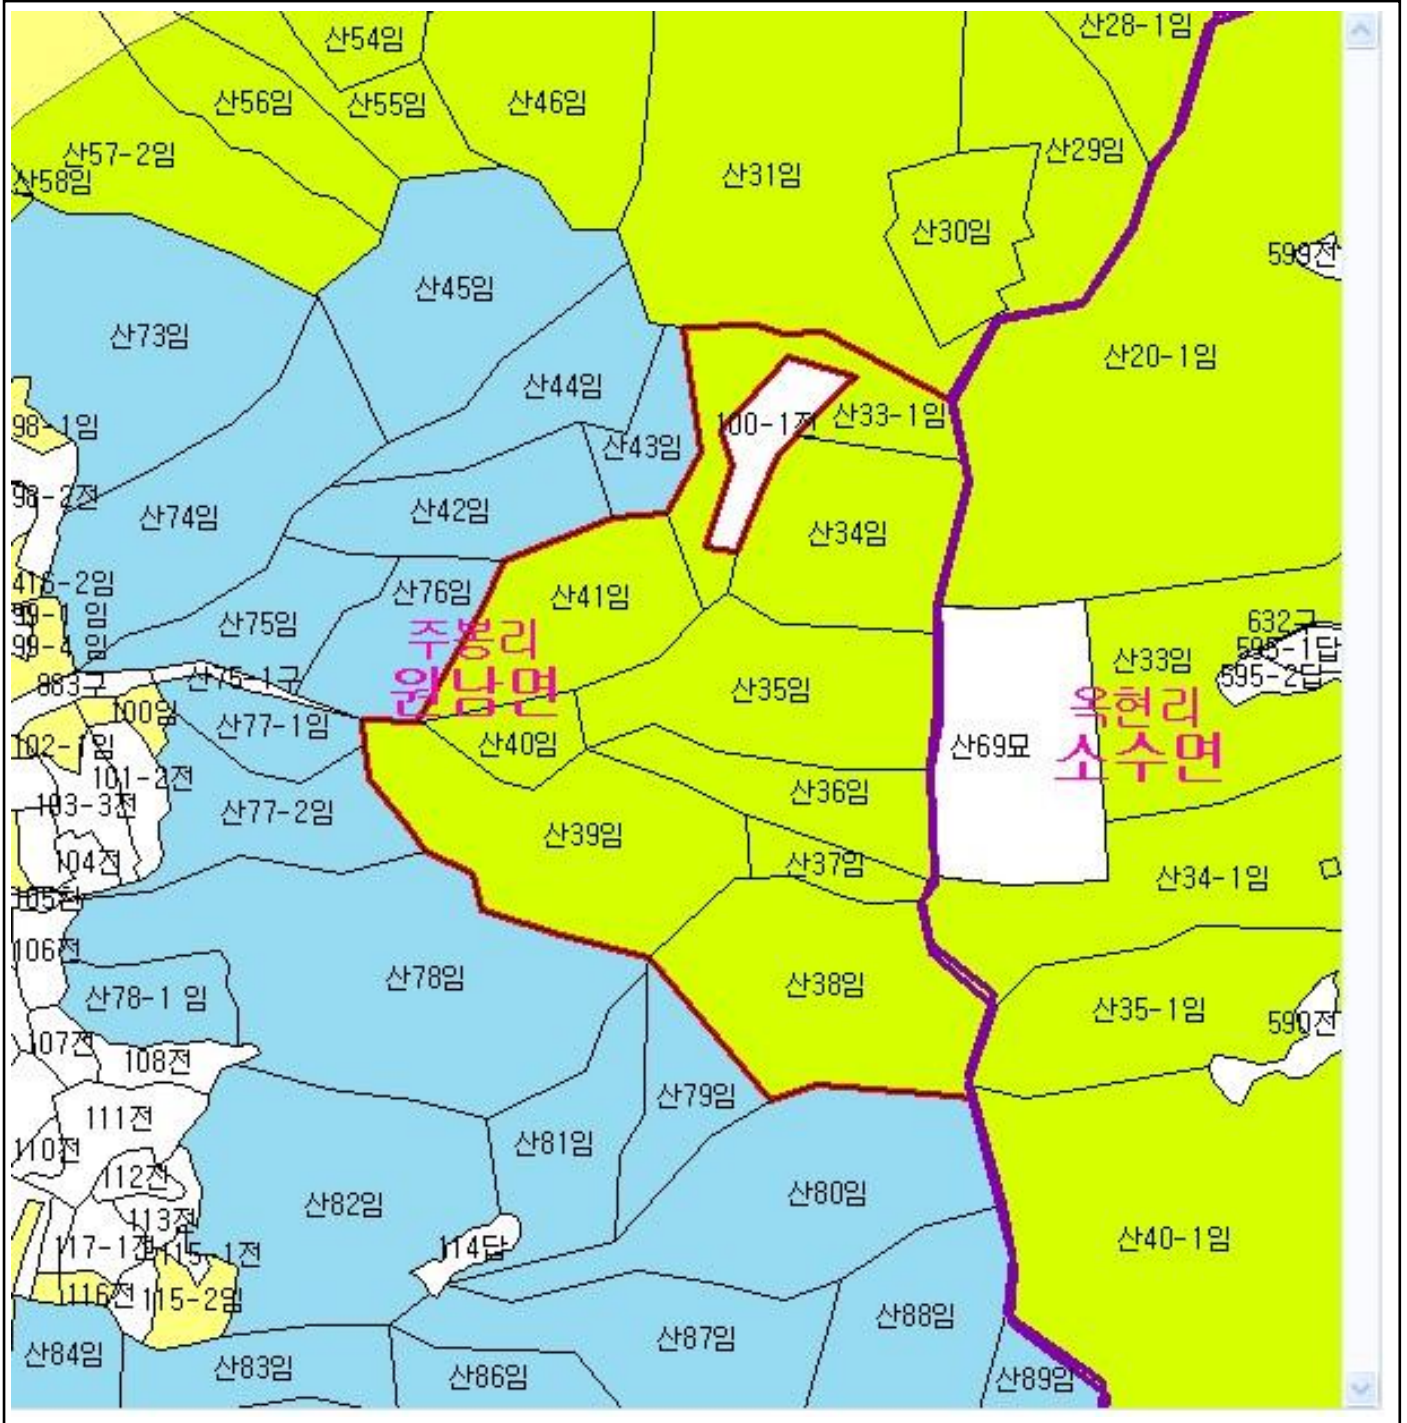 산28-1임
산54임
산56임
산55임
산46임
산57-2임
산29임
산31임
산58임
산30임
599전
산45임
산73임
산20-1임
산44임
산33-1임
98-1임
100-1전
산43임
98-2전
산74임
산42임
산34임
416-2임
산76임
산41임
99-1 임
산75임
632구
주봉리
99-4 임
595-1답
산33임
산75-1구
595-2답
883구
원남면
산35임
옥현리
100임
산77-1임
102-1임
산40임
산69묘
소수면
101-2전
산36임
103-3전
산77-2임
산39임
104전
산37임
산34-1임
106전
산78임
산38임
산78-1 임
산35-1임
590전
107전
108전
산79임
111전
110전
산81임
112전
산82임
산80임
113전
산40-1임
117-1전
115-1전
114답
116전
115-2임
산88임
산87임
산84임
산83임
산86임
산89임